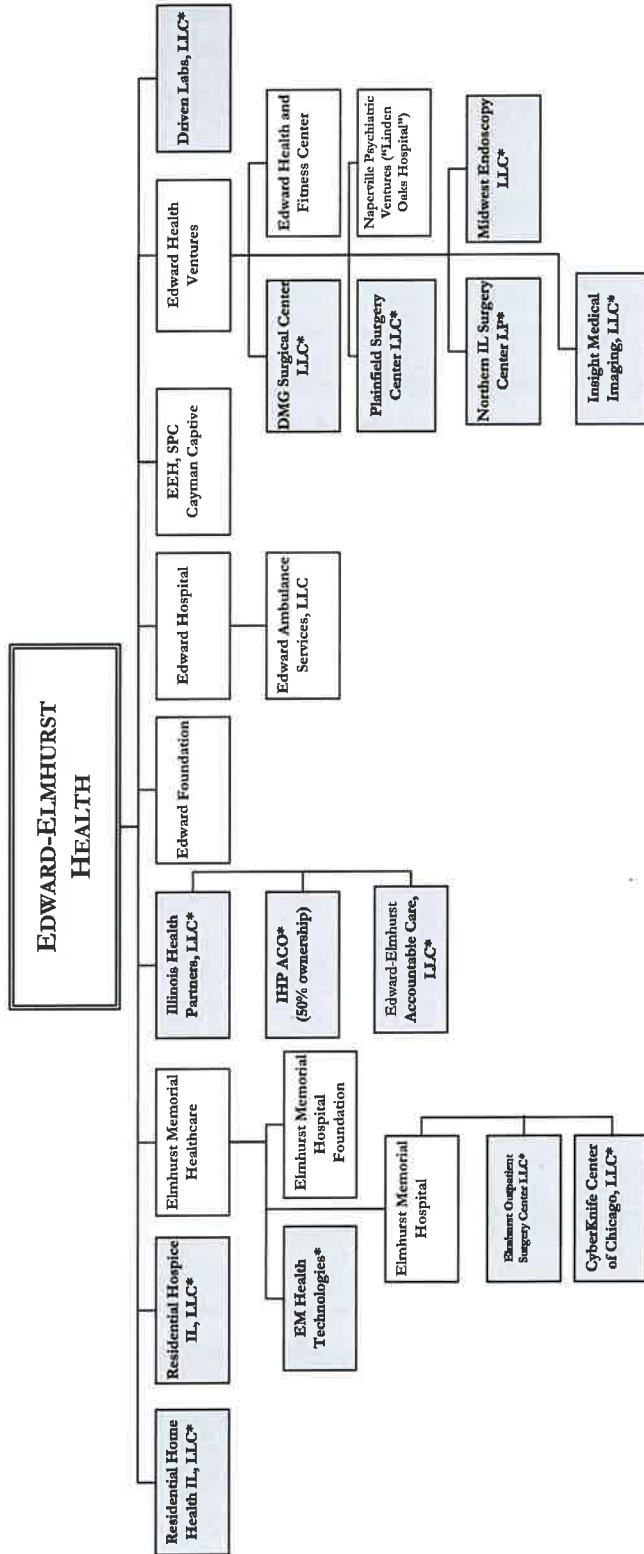 EDWARD-ELMHURST
HEALTH
Residential Home
Health IL, LLC*
Residential Hospice
IL, LLC*
Elmhurst Memorial
Healthcare
Illinois Health
Partners, LLC*
Edward Foundation
Edward Hospital
EEH, SPC
Cayman Captive
Edward Health
Ventures
Driven Labs, LLC*
EM Health
Technologies*
Elmhurst Memorial
Hospital
Foundation
Elmhurst Memorial
Hospital
Elmhurst Outpatient
Surgery Center LLC*
CyberKnife Center
of Chicago, LLC*
IHP ACO*
(50% ownership)
Edward-Elmhurst
Accountable Care,
LLC*
Edward Ambulance
Services, LLC
DMG Surgical Center
LLC*
Edward Health and
Fitness Center
Plainfield Surgery
Center LLC*
Naperville Psychiatric
Ventures ("Linden
Oaks Hospital")
Northern IL Surgery
Center LP*
Midwest Endoscopy
LLC*
Insight Medical
Imaging, LLC*